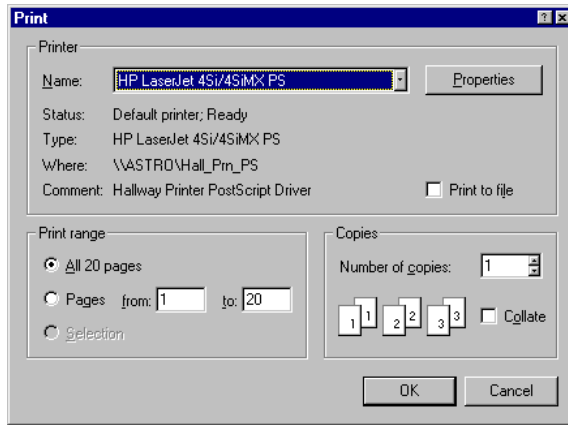 Print
Printer
Name: HP LaserJet 4Si/4SiMX PS Properties
Status: Default printer; Ready
Type: HP LaserJet 4Si/4SiMX PS
Where: \\ASTRO\Hall_Prn_PS
Comment: Hallway Printer PostScript Driver Print to file
Print range
All 20 pages
Pages from: 1 to: 20
Selection
Copies
Number of copies: 1
1 1 2 2 3 3 Collate
OK Cancel